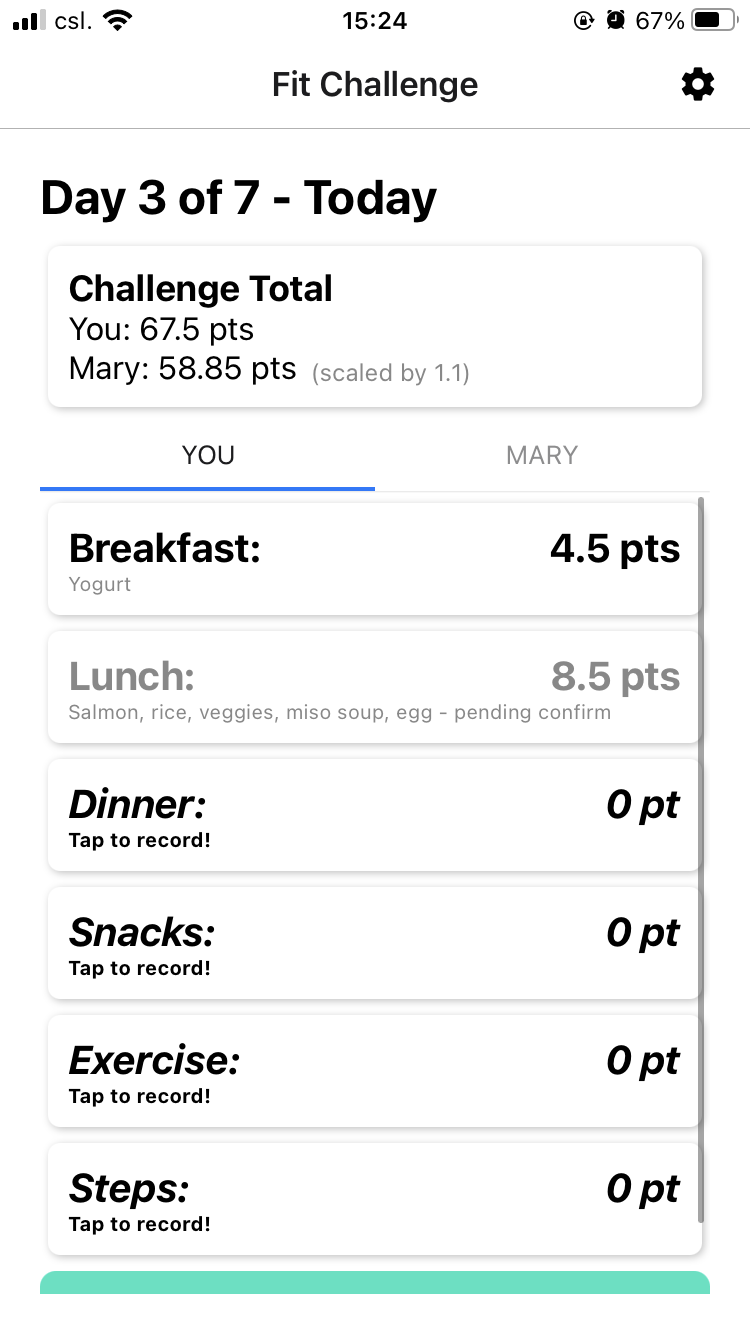 csl. 15:24 67%
Fit Challenge
Day 3 of 7 - Today
Challenge Total
You: 67.5 pts
Mary: 58.85 pts (scaled by 1.1)
YOU MARY
Breakfast: 4.5 pts
Yogurt
Lunch: 8.5 pts
Salmon, rice, veggies, miso soup, egg - pending confirm
Dinner: 0 pt
Tap to record!
Snacks: 0 pt
Tap to record!
Exercise: 0 pt
Tap to record!
Steps: 0 pt
Tap to record!